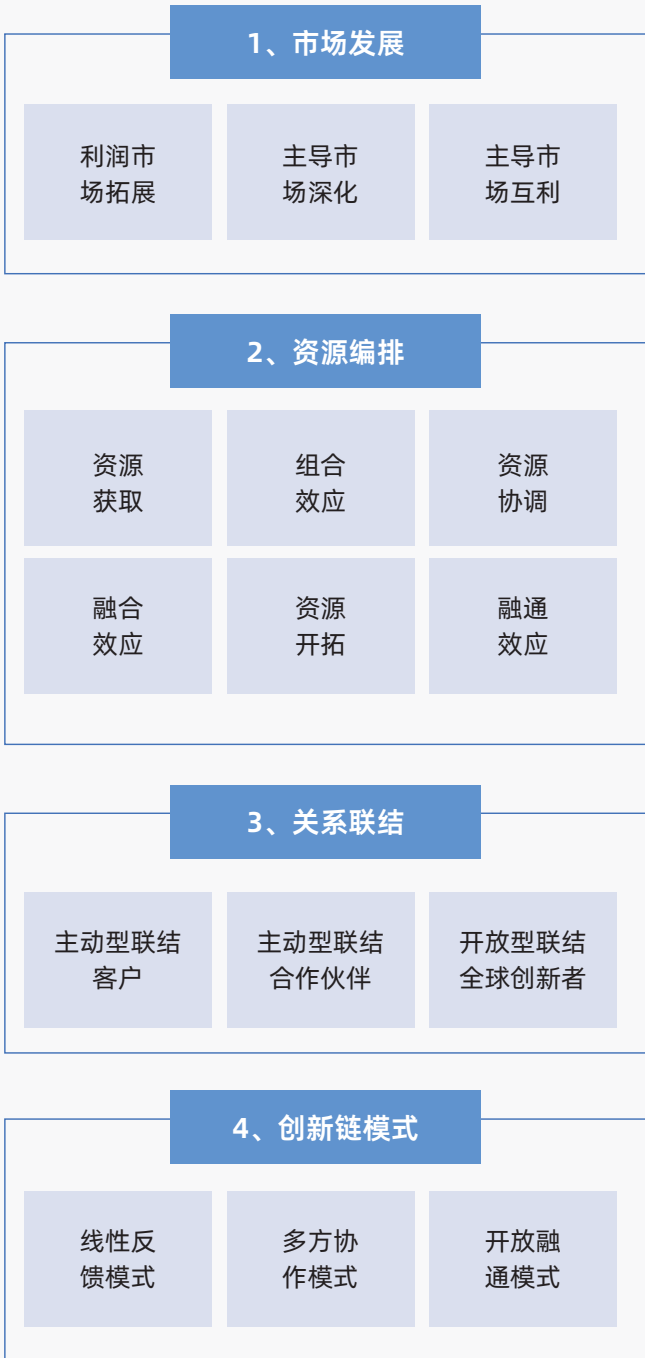 1、市场发展
利润市
场拓展
主导市
场深化
主导市
场互利
2、资源编排
资源
获取
组合
效应
资源
协调
融合
效应
资源
开拓
融通
效应
3、关系联结
主动型联结
客户
主动型联结
合作伙伴
开放型联结
全球创新者
4、创新链模式
线性反
馈模式
多方协
作模式
开放融
通模式